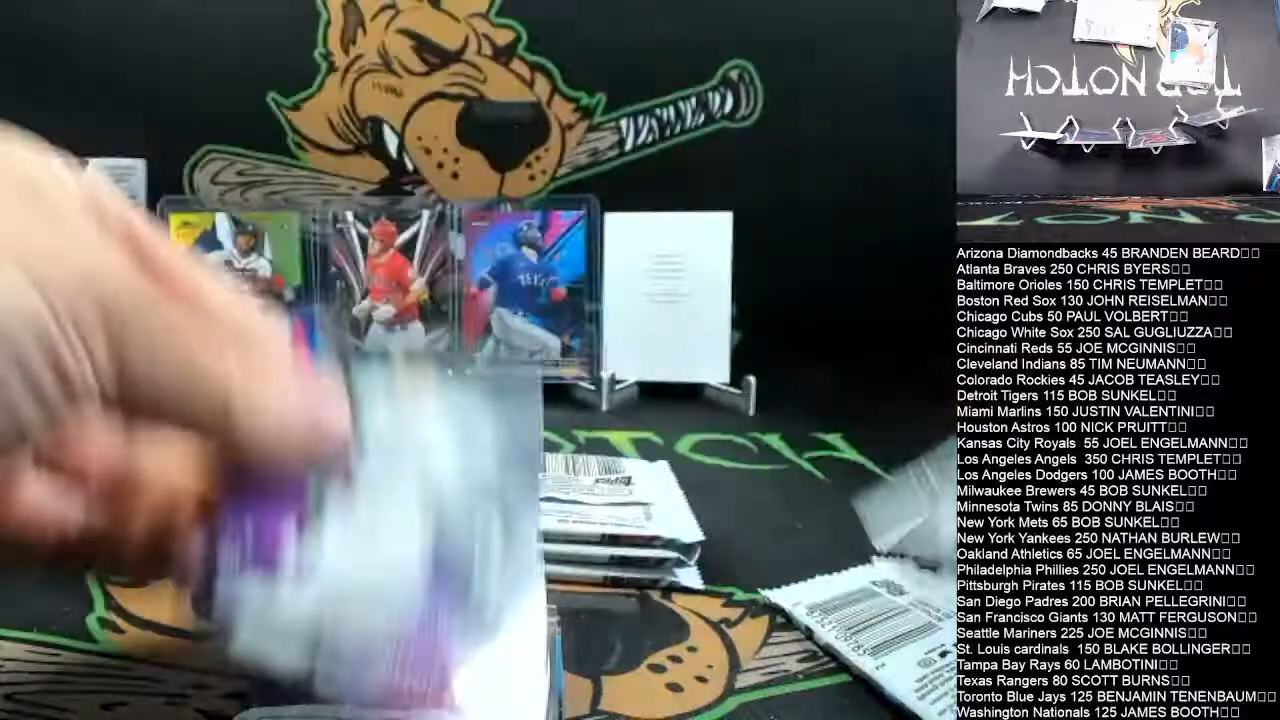 HOTON
TCH
TEX
Arizona Diamondbacks 45 BRANDEN BEARD
Atlanta Braves 250 CHRIS BYERS
Baltimore Orioles 150 CHRIS TEMPLET
Boston Red Sox 130 JOHN REISELMAN
Chicago Cubs 50 PAUL VOLBERT
Chicago White Sox 250 SAL GUGLIUZZA
Cincinnati Reds 55 JOE MCGINNIS
Cleveland Indians 85 TIM NEUMANN
Colorado Rockies 45 JACOB TEASLEY
Detroit Tigers 115 BOB SUNKEL
Miami Marlins 150 JUSTIN VALENTINI
Houston Astros 100 NICK PRUITT
Kansas City Royals 55 JOEL ENGELMANN
Los Angeles Angels 350 CHRIS TEMPLET
Los Angeles Dodgers 100 JAMES BOOTH
Milwaukee Brewers 45 BOB SUNKEL
Minnesota Twins 85 DONNY BLAIS
New York Mets 65 BOB SUNKEL
New York Yankees 250 NATHAN BURLEW
Oakland Athletics 65 JOEL ENGELMANN
Philadelphia Phillies 250 JOEL ENGELMANN
Pittsburgh Pirates 115 BOB SUNKEL
San Diego Padres 200 BRIAN PELLEGRINI
San Francisco Giants 130 MATT FERGUSON
Seattle Mariners 225 JOE MCGINNIS
St. Louis cardinals 150 BLAKE BOLLINGER
Tampa Bay Rays 60 LAMBOTINI
Texas Rangers 80 SCOTT BURNS
Toronto Blue Jays 125 BENJAMIN TENENBAUM
Washington Nationals 125 JAMES BOOTH